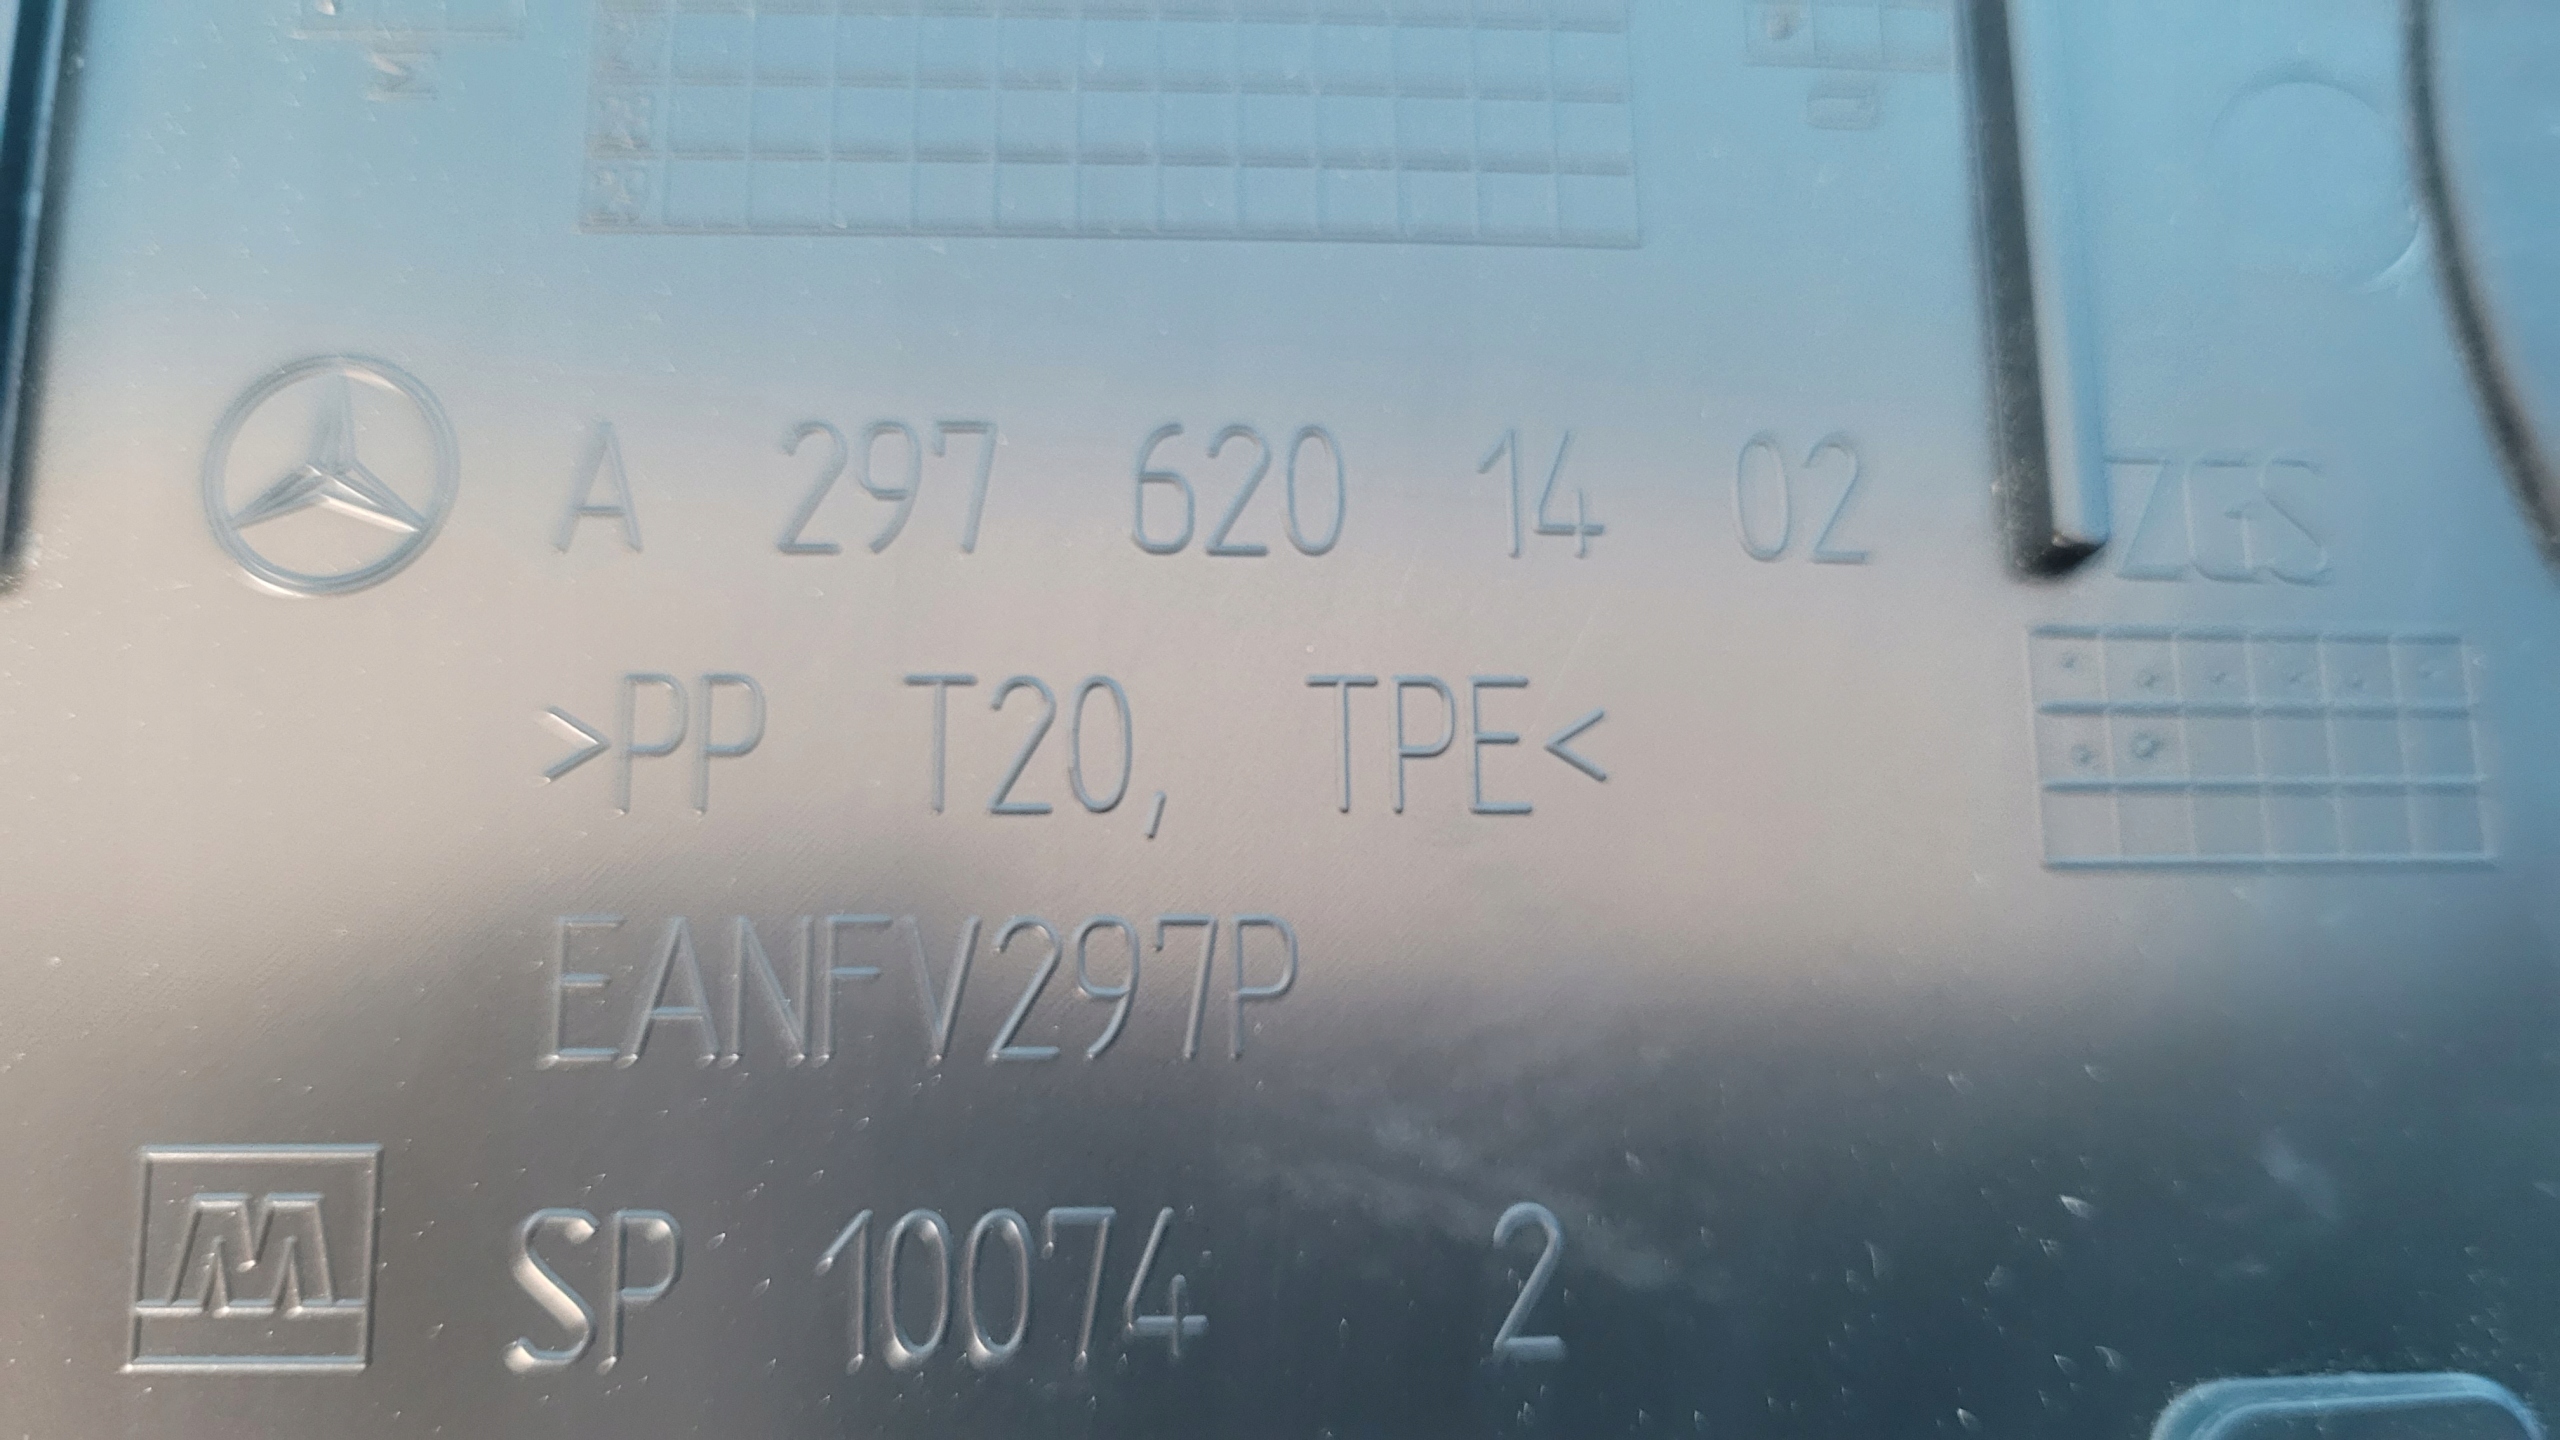 A 297 620 14 02 ZGS
>PP T20, TPE<
EANFV297P
M SP 10074 2